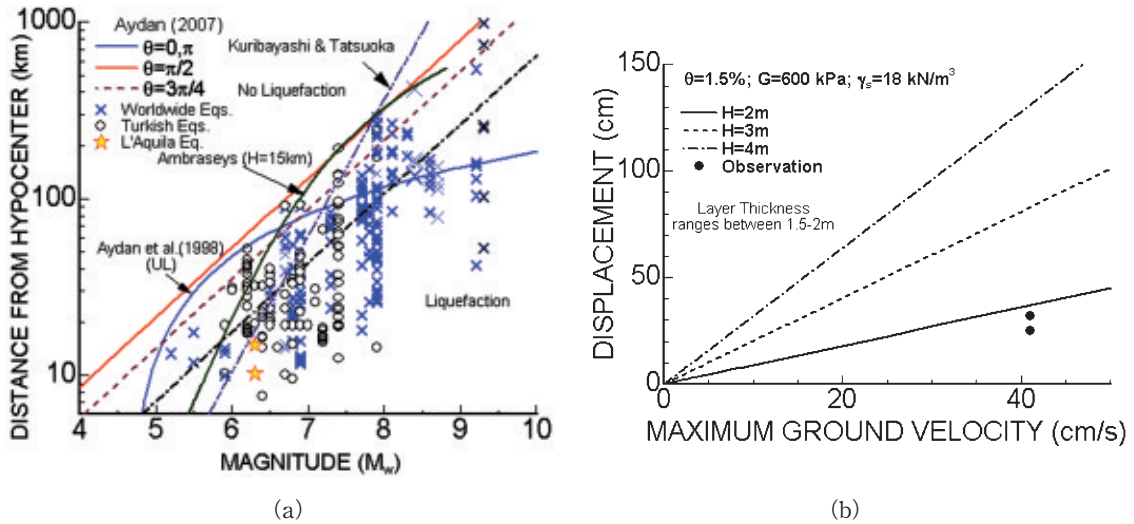 Aydan (2007)
θ=0,π
θ=π/2
θ=3π/4
Worldwide Eqs.
Turkish Eqs.
L'Aquila Eq.
Kuribayashi & Tatsuoka
No Liquefaction
Ambraseys (H=15km)
Aydan et al.(1998)
(UL)
Liquefaction
DISTANCE FROM HYPOCENTER (km)
1000
100
10
4 5 6 7 8 9 10
MAGNITUDE (Mw)
(a)
θ=1.5%; G=600 kPa; γs=18 kN/m³
H=2m
H=3m
H=4m
Observation
Layer Thickness
ranges between 1.5-2m
DISPLACEMENT (cm)
150
100
50
0
0 20 40
MAXIMUM GROUND VELOCITY (cm/s)
(b)